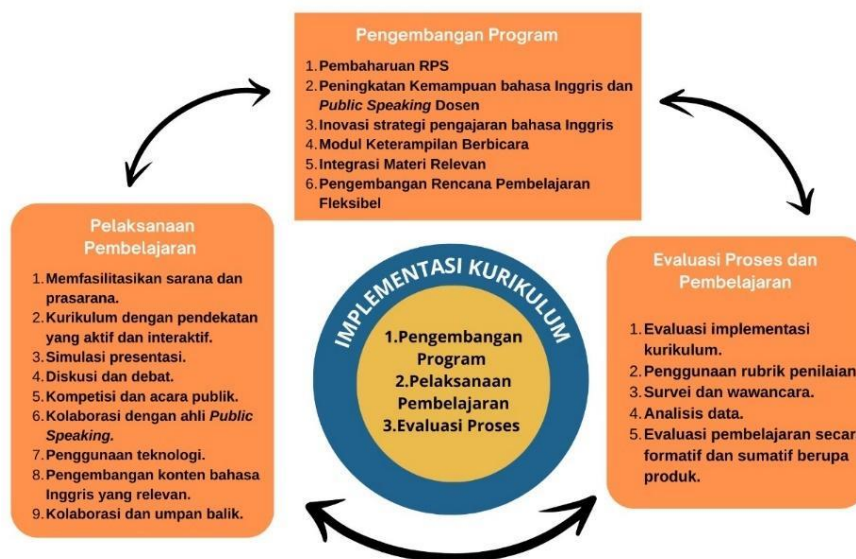 Pengembangan Program
1. Pembaharuan RPS
2. Peningkatan Kemampuan bahasa Inggris dan
Public Speaking Dosen
3. Inovasi strategi pengajaran bahasa Inggris
4. Modul Keterampilan Berbicara
5. Integrasi Materi Relevan
6. Pengembangan Rencana Pembelajaran
Fleksibel
Pelaksanaan
Pembelajaran
1. Memfasilitasikan sarana dan
prasarana.
2. Kurikulum dengan pendekatan
yang aktif dan interaktif.
3. Simulasi presentasi.
4. Diskusi dan debat.
5. Kompetisi dan acara publik.
6. Kolaborasi dengan ahli Public
Speaking.
7. Penggunaan teknologi.
8. Pengembangan konten bahasa
Inggris yang relevan.
9. Kolaborasi dan umpan balik.
IMPLEMENTASI KURIKULUM
1.Pengembangan
Program
2.Pelaksanaan
Pembelajaran
3.Evaluasi Proses
Evaluasi Proses dan
Pembelajaran
1. Evaluasi implementasi
kurikulum.
2. Penggunaan rubrik penilaian
3. Survei dan wawancara.
4. Analisis data.
5. Evaluasi pembelajaran secar
formatif dan sumatif berupa
produk.